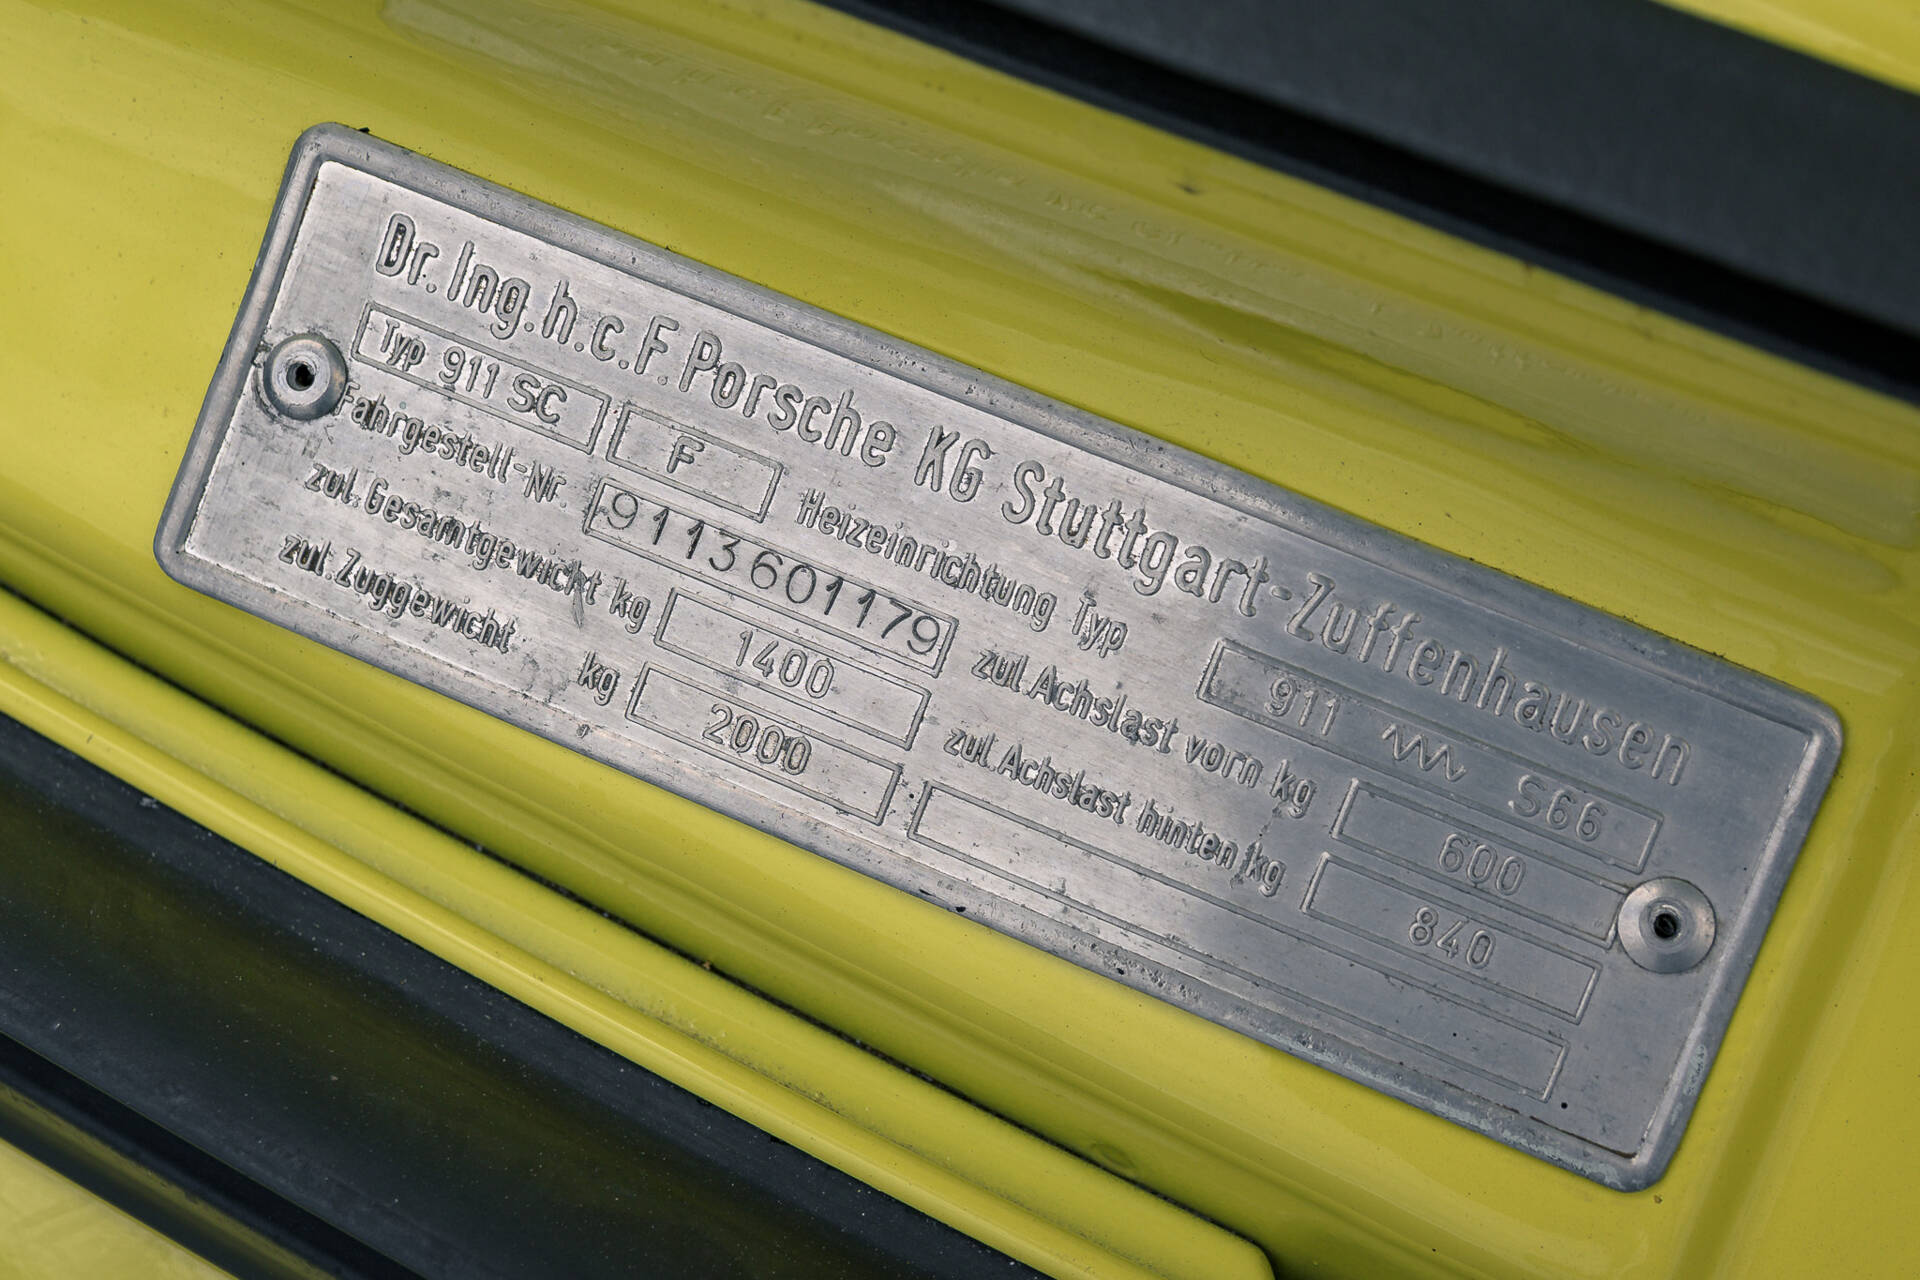 Dr. Ing. h. c. F. Porsche KG Stuttgart-Zuffenhausen
Typ 911 SC F Heizeinrichtung Typ 911 S66
Fahrgestell-Nr. 9113601179 zul. Achslast vorn kg 600
zul. Gesamtgewicht kg 1400 zul. Achslast hinten kg 840
zul. Zuggewicht kg 2000